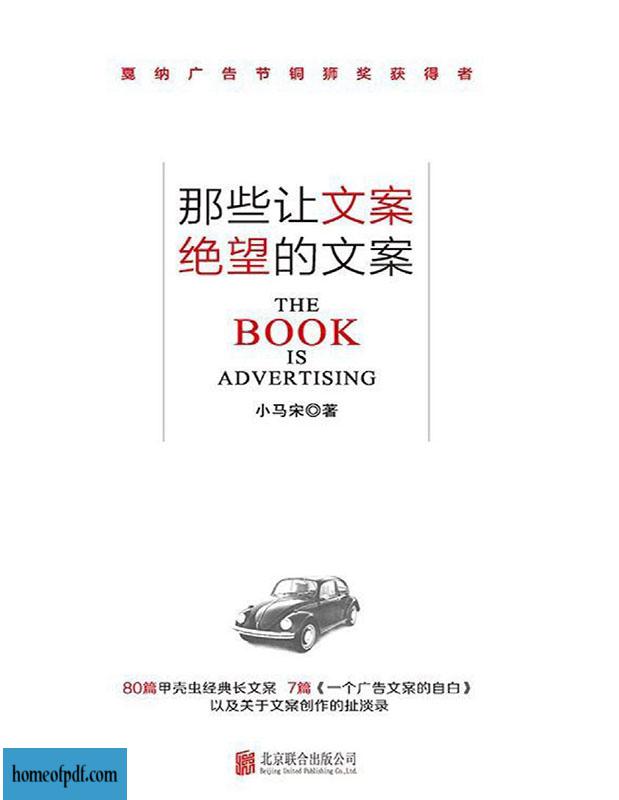 戛纳广告节铜狮奖获得者
那些让文案
绝望的文案
THE
BOOK
IS
ADVERTISING
小马宋◎著
80篇甲壳虫经典长文案 7篇《一个广告文案的自白》
以及关于文案创作的扯淡录
北京联合出版公司
Beijing United Publishing Co.,Ltd.
homeofpdf.com